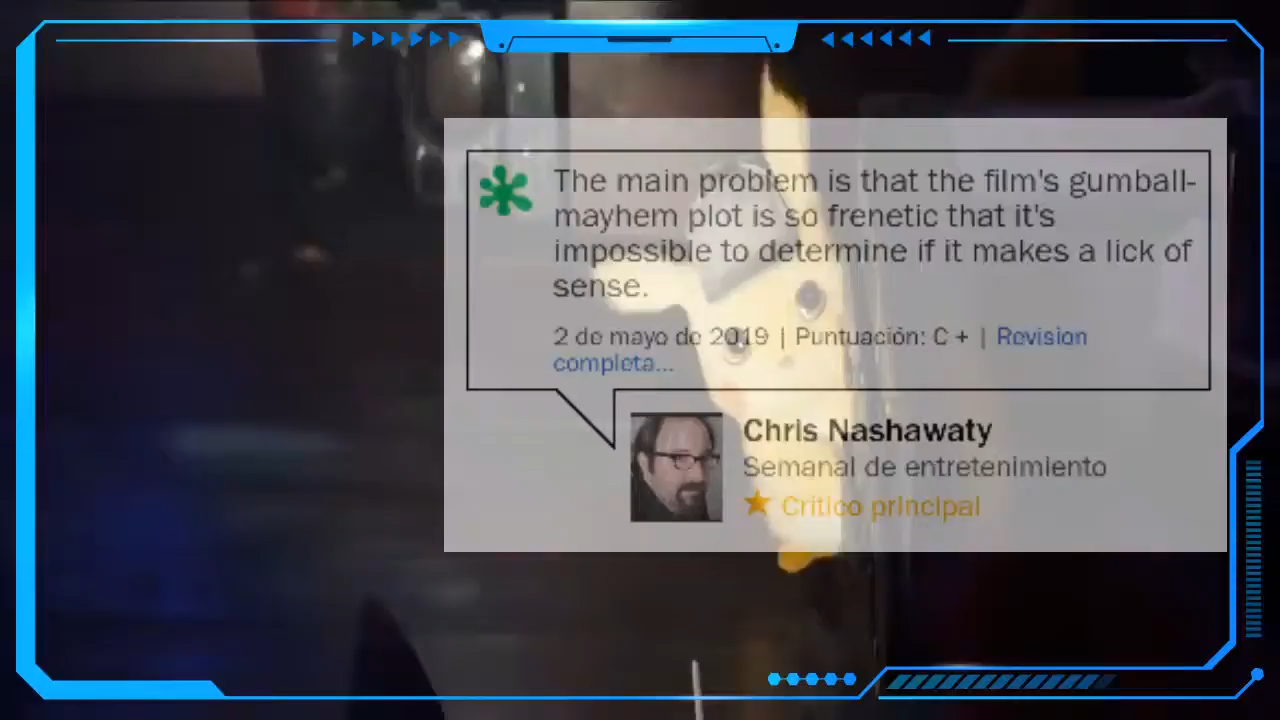 The main problem is that the film's gumball-
mayhem plot is so frenetic that it's
impossible to determine if it makes a lick of
sense.
2 de mayo de 2019 | Puntuación: C + | Revision
completa...
Chris Nashawaty
Semanal de entretenimiento
Crítico principal